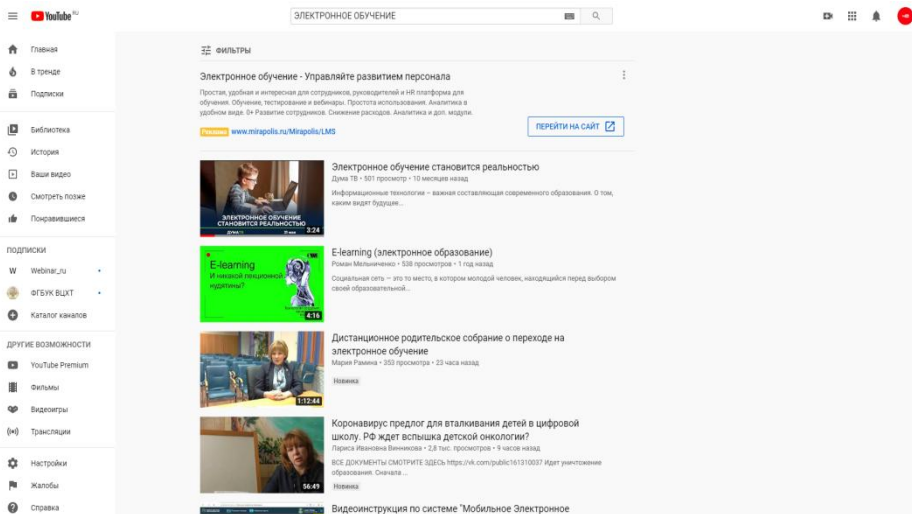 YouTube RU
ЭЛЕКТРОННОЕ ОБУЧЕНИЕ
Главная
В тренде
Подписки
Библиотека
История
Ваши видео
Смотреть позже
Понравившиеся
ПОДПИСКИ
W Webinar_ru
ФГБУК ВЦХТ
Каталог каналов
ДРУГИЕ ВОЗМОЖНОСТИ
YouTube Premium
Фильмы
Видеоигры
Трансляции
Настройки
Жалобы
Справка
ФИЛЬТРЫ
Электронное обучение - Управляйте развитием персонала
Простая, удобная и интересная для сотрудников, руководителей и HR платформа для
обучения. Обучение, тестирование и вебинары. Простота использования. Аналитика в
удобном виде. 0+ Развитие сотрудников. Снижение расходов. Аналитика и доп. модули.
Реклама www.mirapolis.ru/Mirapolis/LMS
ПЕРЕЙТИ НА САЙТ
ЭЛЕКТРОННОЕ ОБУЧЕНИЕ
СТАНОВИТСЯ РЕАЛЬНОСТЬЮ
ДУМАТВ
3:24
Электронное обучение становится реальностью
Дума ТВ • 501 просмотр • 10 месяцев назад
Информационные технологии – важная составляющая современного образования. О том,
каким видят будущее...
E-learning
И никакой лекционной
нудятины?
4:16
E-learning (электронное образование)
Роман Мельниченко • 538 просмотров • 1 год назад
Социальная сеть — это то место, в котором молодой человек, находящийся перед выбором
своей образовательной...
1:12:44
Дистанционное родительское собрание о переходе на
электронное обучение
Мария Рамина • 353 просмотра • 23 часа назад
Новинка
56:49
Коронавирус предлог для вталкивания детей в цифровой
школу. РФ ждет вспышка детской онкологии?
Лариса Ивановна Винникова • 2,8 тыс. просмотров • 9 часов назад
ВСЕ ДОКУМЕНТЫ СМОТРИТЕ ЗДЕСЬ https://vk.com/public161310037 Идет уничтожение
образования. Сначала ...
Новинка
Видеоинструкция по системе "Мобильное Электронное